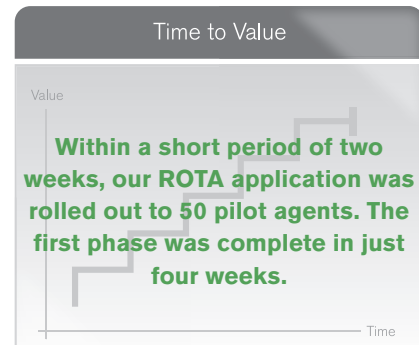 Time to Value
Value
Within a short period of two
weeks, our ROTA application was
rolled out to 50 pilot agents. The
first phase was complete in just
four weeks.
Time